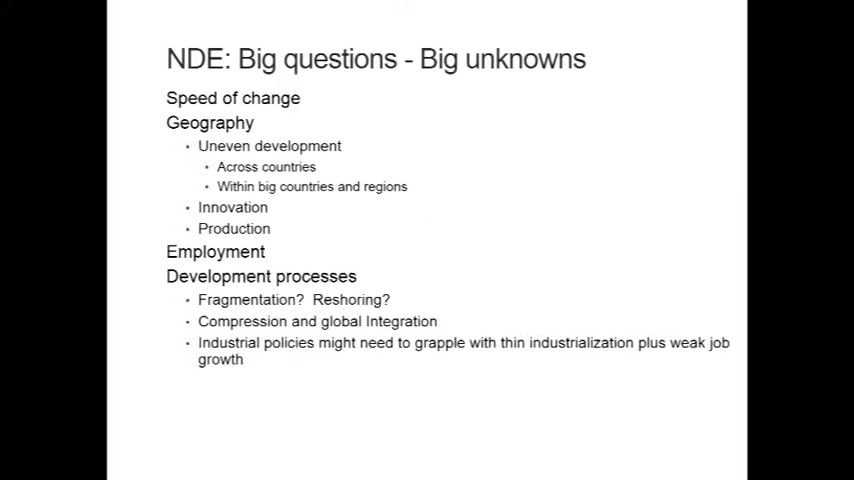 NDE: Big questions - Big unknowns
Speed of change
Geography
• Uneven development
• Across countries
• Within big countries and regions
• Innovation
• Production
Employment
Development processes
• Fragmentation? Reshoring?
• Compression and global Integration
• Industrial policies might need to grapple with thin industrialization plus weak job
growth